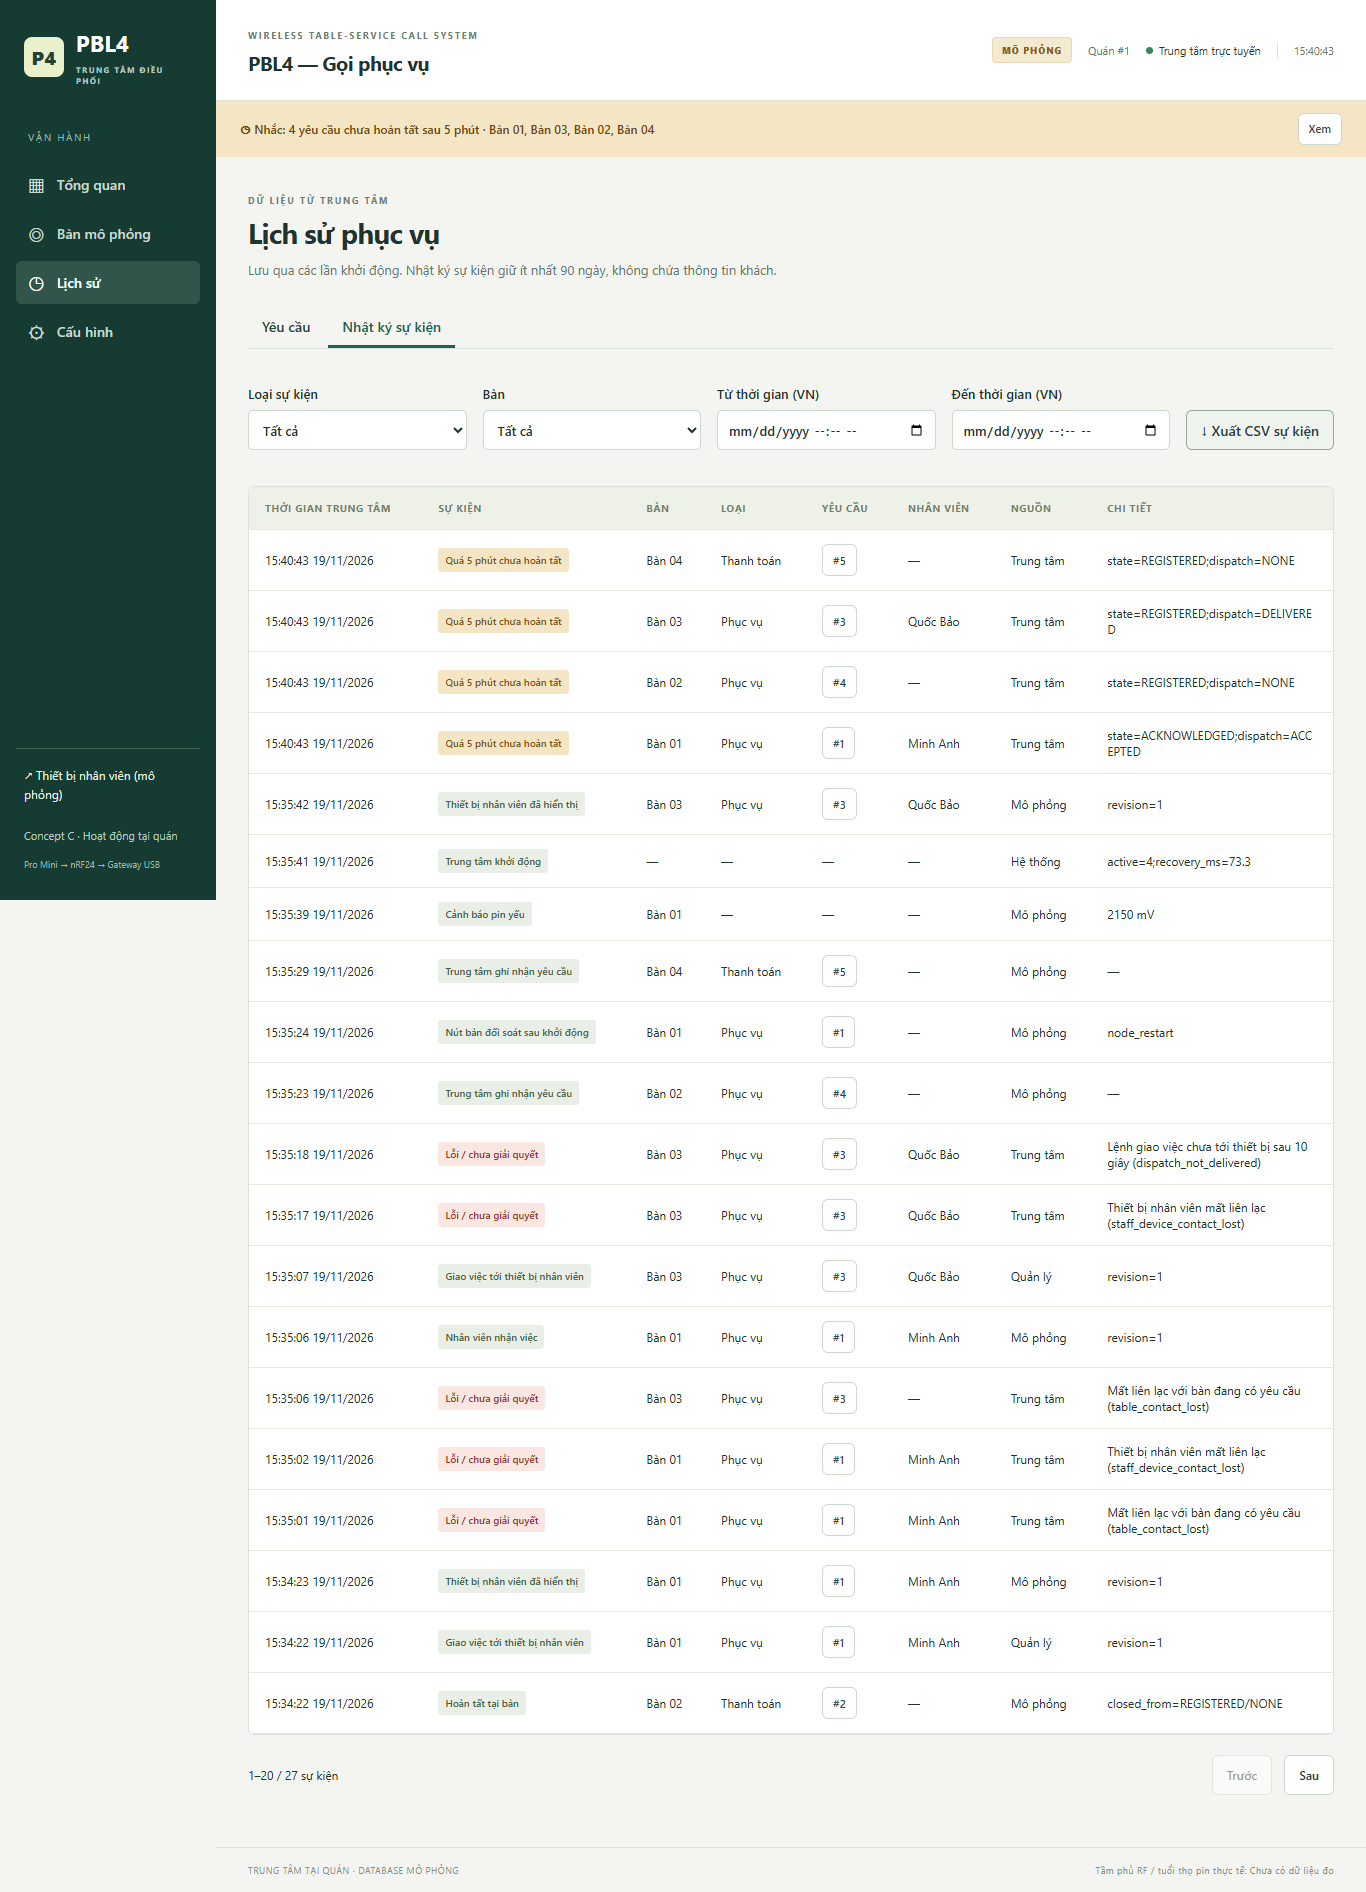 P4
PBL4
TRUNG TÂM ĐIỀU
PHỐI
VẬN HÀNH
Tổng quan
Bàn mô phỏng
Lịch sử
Cấu hình
↗ Thiết bị nhân viên (mô
phỏng)
Concept C · Hoạt động tại quán
Pro Mini → nRF24 → Gateway USB
WIRELESS TABLE-SERVICE CALL SYSTEM
PBL4 — Gọi phục vụ
MÔ PHỎNG
Quán #1
Trung tâm trực tuyến
15:40:43
Nhắc: 4 yêu cầu chưa hoàn tất sau 5 phút · Bàn 01, Bàn 03, Bàn 02, Bàn 04
Xem
DỮ LIỆU TỪ TRUNG TÂM
Lịch sử phục vụ
Lưu qua các lần khởi động. Nhật ký sự kiện giữ ít nhất 90 ngày, không chứa thông tin khách.
Yêu cầu
Nhật ký sự kiện
Loại sự kiện
Bàn
Từ thời gian (VN)
Đến thời gian (VN)
Tất cả
Tất cả
mm/dd/yyyy --:-- --
mm/dd/yyyy --:-- --
↓ Xuất CSV sự kiện
THỜI GIAN TRUNG TÂM SỰ KIỆN BÀN LOẠI YÊU CẦU NHÂN VIÊN NGUỒN CHI TIẾT
15:40:43 19/11/2026 Quá 5 phút chưa hoàn tất Bàn 04 Thanh toán #5 — Trung tâm state=REGISTERED;dispatch=NONE
15:40:43 19/11/2026 Quá 5 phút chưa hoàn tất Bàn 03 Phục vụ #3 Quốc Bảo Trung tâm state=REGISTERED;dispatch=DELIVERE
D
15:40:43 19/11/2026 Quá 5 phút chưa hoàn tất Bàn 02 Phục vụ #4 — Trung tâm state=REGISTERED;dispatch=NONE
15:40:43 19/11/2026 Quá 5 phút chưa hoàn tất Bàn 01 Phục vụ #1 Minh Anh Trung tâm state=ACKNOWLEDGED;dispatch=ACC
EPTED
15:35:42 19/11/2026 Thiết bị nhân viên đã hiển thị Bàn 03 Phục vụ #3 Quốc Bảo Mô phỏng revision=1
15:35:41 19/11/2026 Trung tâm khởi động — — — — Hệ thống active=4;recovery_ms=73.3
15:35:39 19/11/2026 Cảnh báo pin yếu Bàn 01 — — — Mô phỏng 2150 mV
15:35:29 19/11/2026 Trung tâm ghi nhận yêu cầu Bàn 04 Thanh toán #5 — Mô phỏng —
15:35:24 19/11/2026 Nút bàn đối soát sau khởi động Bàn 01 Phục vụ #1 — Mô phỏng node_restart
15:35:23 19/11/2026 Trung tâm ghi nhận yêu cầu Bàn 02 Phục vụ #4 — Mô phỏng —
15:35:18 19/11/2026 Lỗi / chưa giải quyết Bàn 03 Phục vụ #3 Quốc Bảo Trung tâm Lệnh giao việc chưa tới thiết bị sau 10
giây (dispatch_not_delivered)
15:35:17 19/11/2026 Lỗi / chưa giải quyết Bàn 03 Phục vụ #3 Quốc Bảo Trung tâm Thiết bị nhân viên mất liên lạc
(staff_device_contact_lost)
15:35:07 19/11/2026 Giao việc tới thiết bị nhân viên Bàn 03 Phục vụ #3 Quốc Bảo Quản lý revision=1
15:35:06 19/11/2026 Nhân viên nhận việc Bàn 01 Phục vụ #1 Minh Anh Mô phỏng revision=1
15:35:06 19/11/2026 Lỗi / chưa giải quyết Bàn 03 Phục vụ #3 — Trung tâm Mất liên lạc với bàn đang có yêu cầu
(table_contact_lost)
15:35:02 19/11/2026 Lỗi / chưa giải quyết Bàn 01 Phục vụ #1 Minh Anh Trung tâm Thiết bị nhân viên mất liên lạc
(staff_device_contact_lost)
15:35:01 19/11/2026 Lỗi / chưa giải quyết Bàn 01 Phục vụ #1 Minh Anh Trung tâm Mất liên lạc với bàn đang có yêu cầu
(table_contact_lost)
15:34:23 19/11/2026 Thiết bị nhân viên đã hiển thị Bàn 01 Phục vụ #1 Minh Anh Mô phỏng revision=1
15:34:22 19/11/2026 Giao việc tới thiết bị nhân viên Bàn 01 Phục vụ #1 Minh Anh Quản lý revision=1
15:34:22 19/11/2026 Hoàn tất tại bàn Bàn 02 Thanh toán #2 — Mô phỏng closed_from=REGISTERED/NONE
1–20 / 27 sự kiện
Trước
Sau
TRUNG TÂM TẠI QUÁN · DATABASE MÔ PHỎNG
Tầm phủ RF / tuổi thọ pin thực tế: Chưa có dữ liệu đo